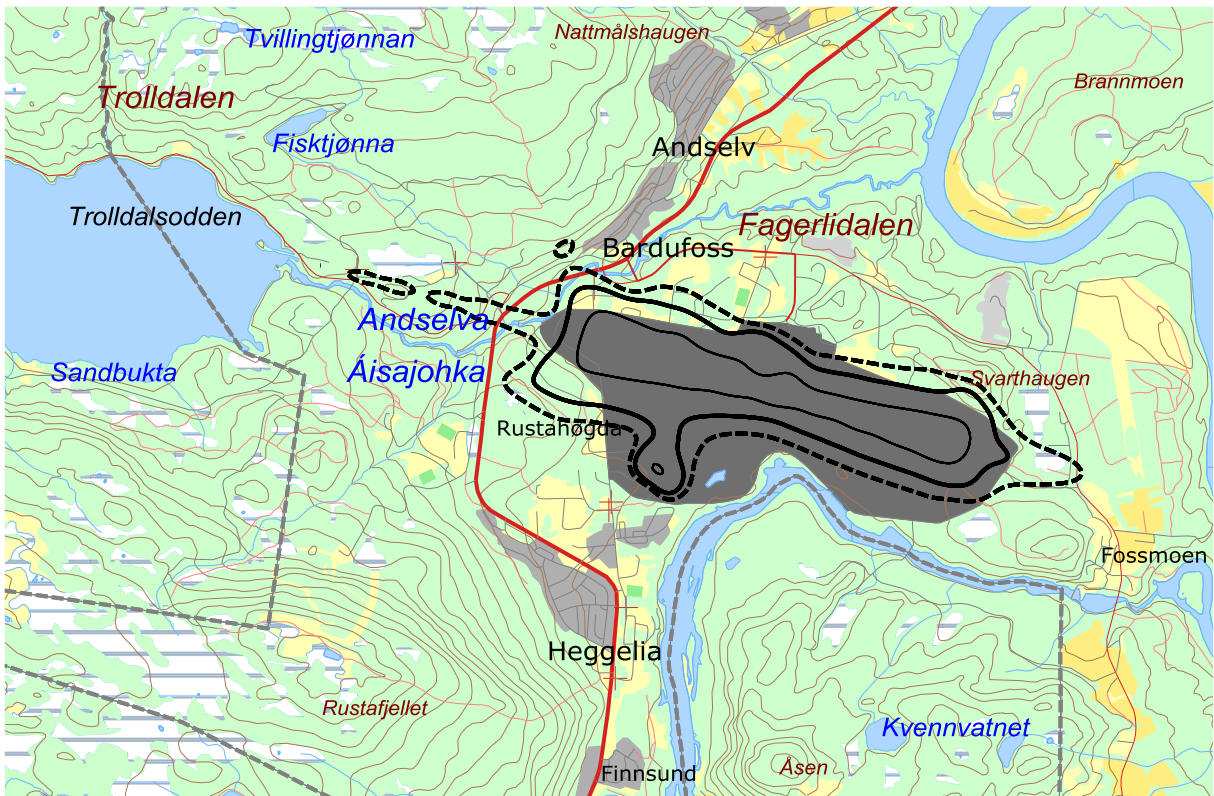 Nattmålshaugen
Tvillingtjønnan
Brannmoen
Trolldalen
Fisktjønna
Andselv
Trolldalsodden
Fagerlidalen
Bardufoss
Andselva
Sandbukta
Áisajohka
Svarthaugen
Rustahøgda
Fossmoen
Heggelia
Rustafjellet
Kvennvatnet
Åsen
Finnsund